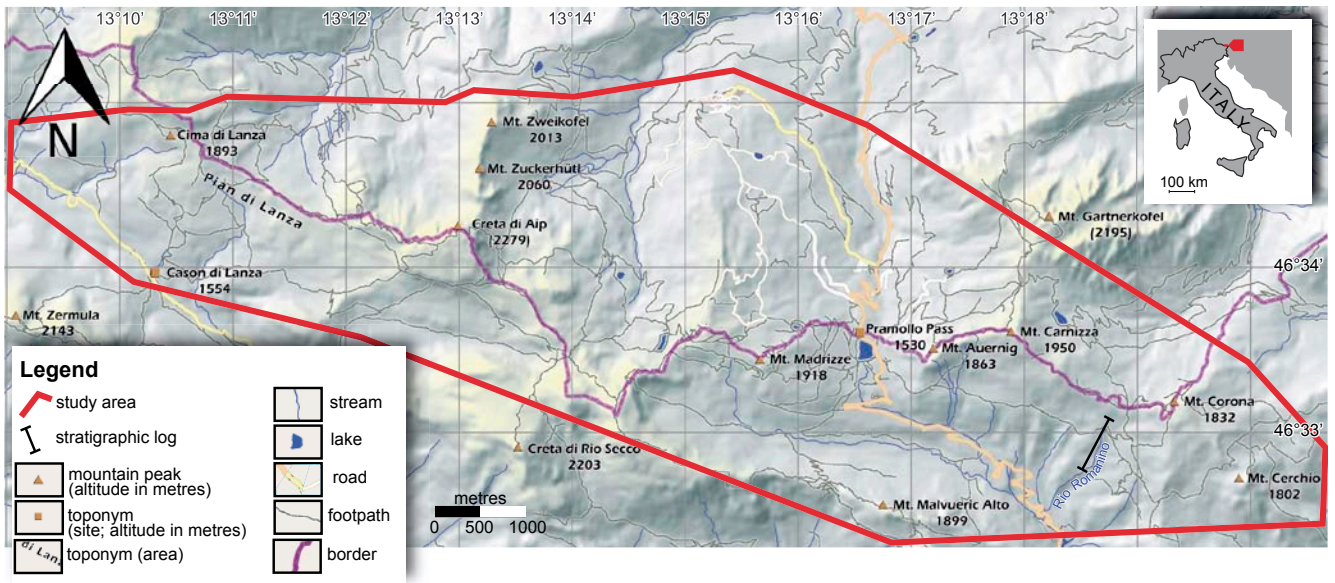 13°10'
13°11'
13°12'
13°13'
13°14'
13°15'
13°16'
13°17'
13°18'
ITALY
100 km
N
Cima di Lanza
1893
Mt. Zweikofel
2013
Mt. Zuckerhütl
2060
Pian di Lanza
Creta di Aip
(2279)
Mt. Gartnerkofel
(2195)
46°34'
Cason di Lanza
1554
Mt. Zermula
2143
Pramollo Pass
1530
Mt. Carnizza
1950
Mt. Auernig
1863
Mt. Madrizze
1918
Mt. Corona
1832
46°33'
Creta di Rio Secco
2203
Rio Romanino
Mt. Cerchio
1802
Mt. Malvueric Alto
1899
metres
0 500 1000
Legend
study area
stratigraphic log
mountain peak
(altitude in metres)
toponym
(site; altitude in metres)
di Lan
toponym (area)
stream
lake
road
footpath
border